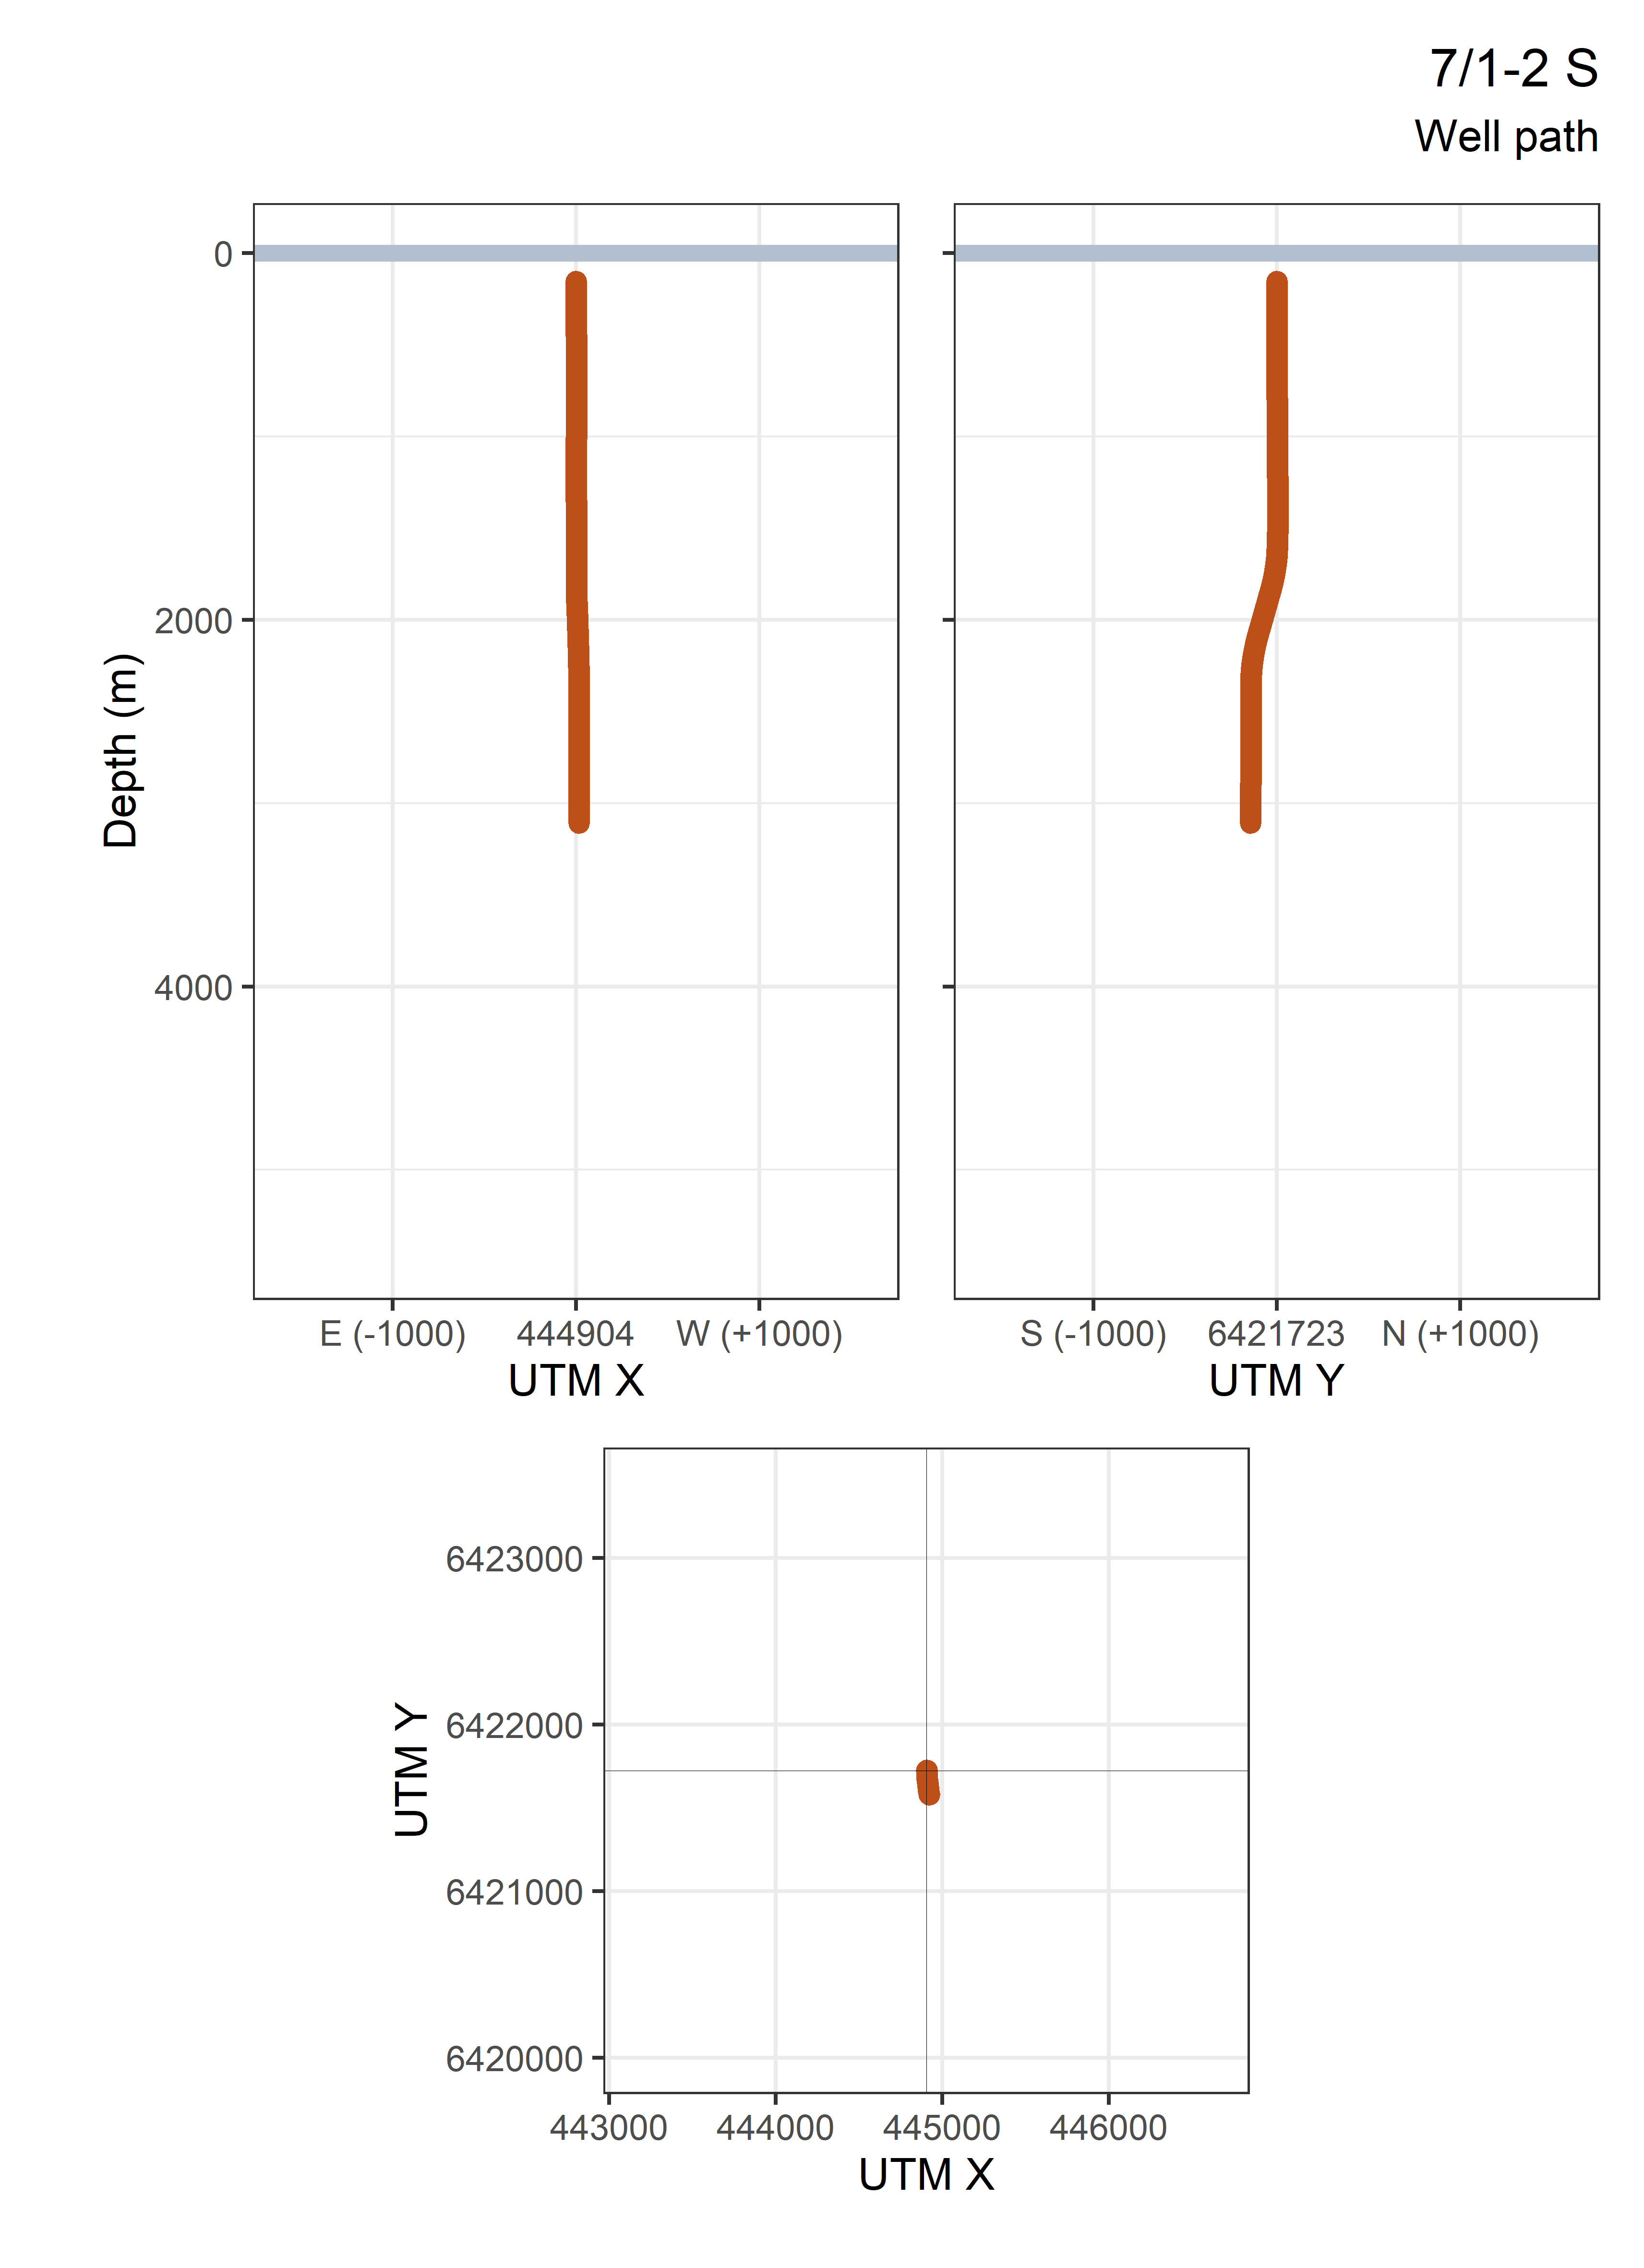 7/1-2 S
Well path
Depth (m)
0
2000
4000
E (-1000) 444904 W (+1000)
UTM X
S (-1000) 6421723 N (+1000)
UTM Y
UTM Y
6423000
6422000
6421000
6420000
443000 444000 445000 446000
UTM X